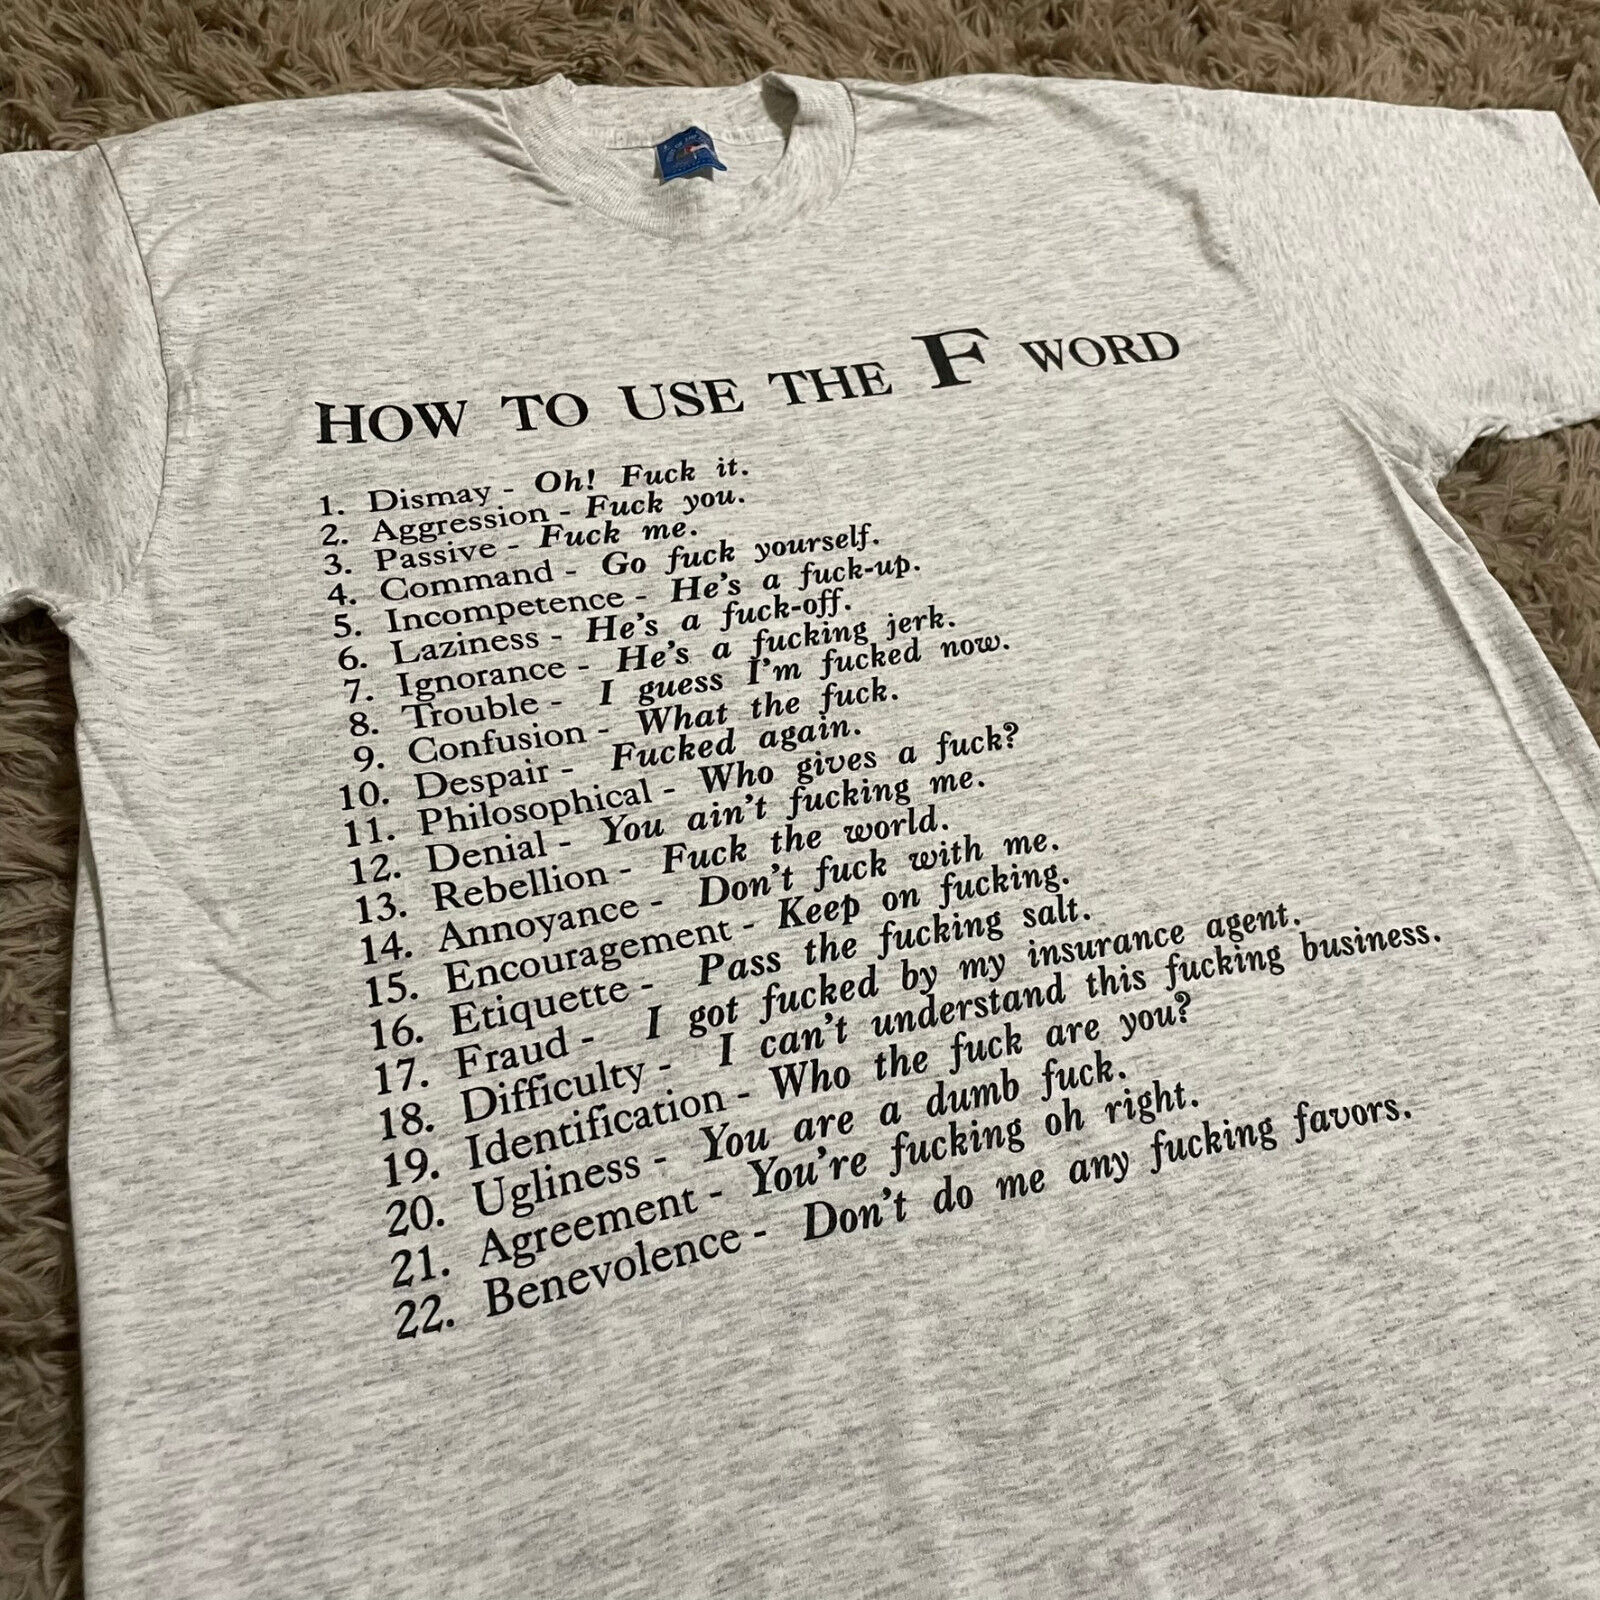 HOW TO USE THE F WORD
1. Dismay - Oh! Fuck it.
2. Aggression - Fuck you.
3. Passive - Fuck me.
4. Command - Go fuck yourself.
5. Incompetence - He's a fuck-up.
6. Laziness - He's a fuck-off.
7. Ignorance - He's a fucking jerk.
8. Trouble - I guess I'm fucked now.
9. Confusion - What the fuck.
10. Despair - Fucked again.
11. Philosophical - Who gives a fuck?
12. Denial - You ain't fucking me.
13. Rebellion - Fuck the world.
14. Annoyance - Don't fuck with me.
15. Encouragement - Keep on fucking.
16. Etiquette - Pass the fucking salt.
17. Fraud - I got fucked by my insurance agent.
18. Difficulty - I can't understand this fucking business.
19. Identification - Who the fuck are you?
20. Ugliness - You are a dumb fuck.
21. Agreement - You're fucking oh right.
22. Benevolence - Don't do me any fucking favors.